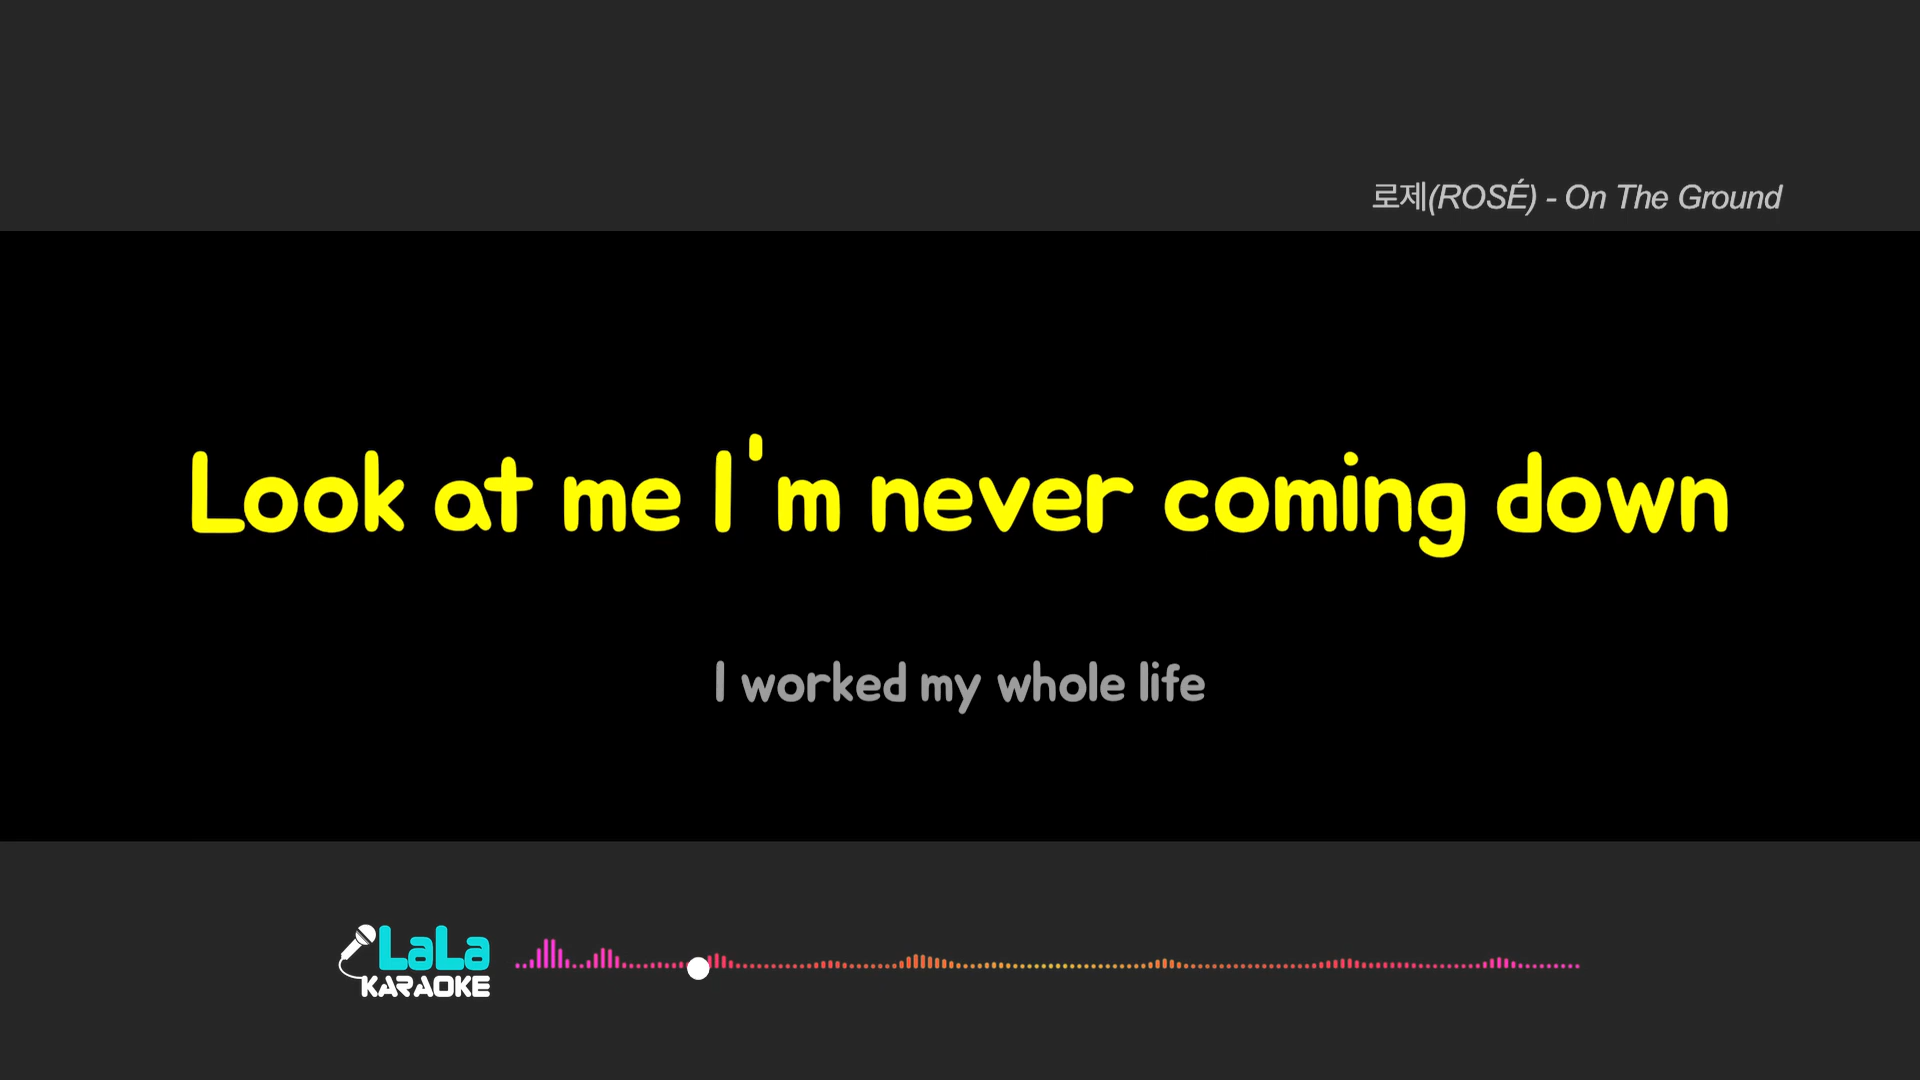 로제(ROSÉ) - On The Ground
Look at me I'm never coming down
I worked my whole life
LaLa
KARAOKE